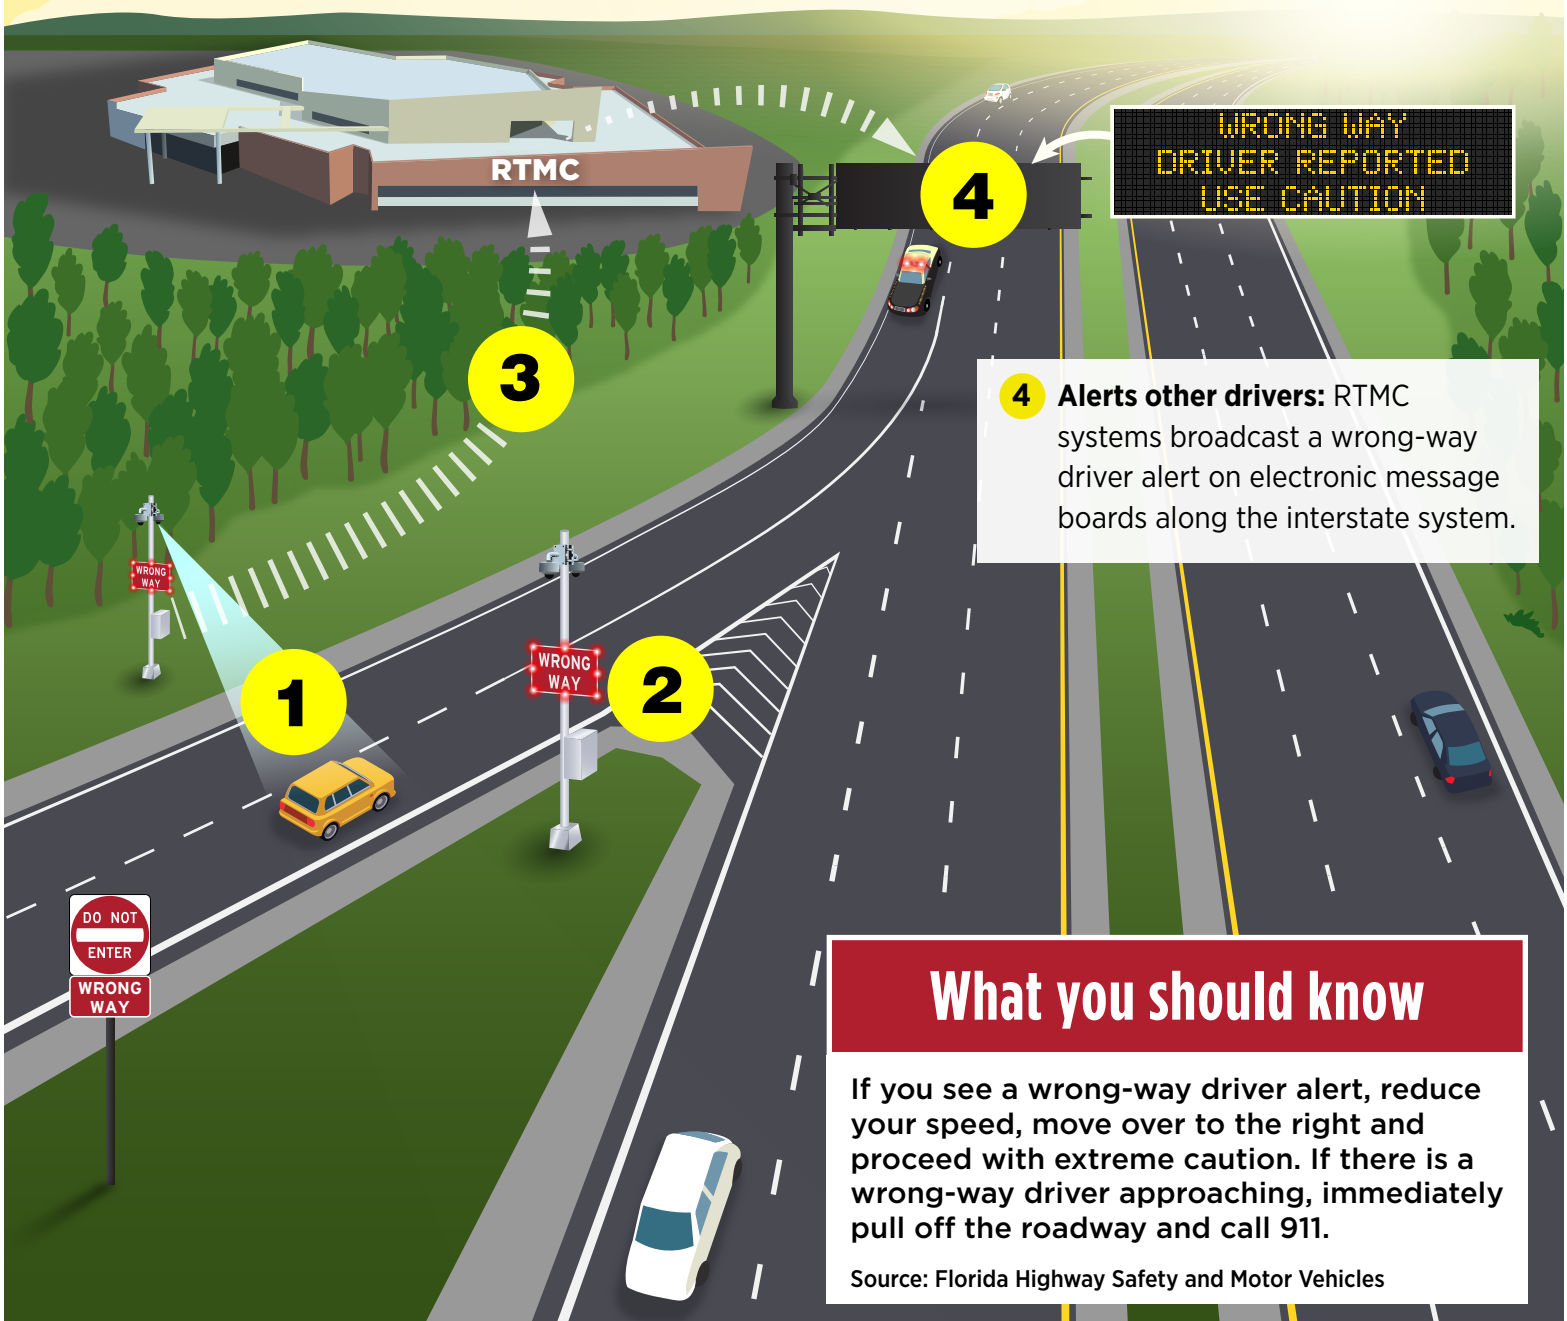 RTMC
WRONG WAY
DRIVER REPORTED
USE CAUTION
4
3
4 Alerts other drivers: RTMC
systems broadcast a wrong-way
driver alert on electronic message
boards along the interstate system.
WRONG
WAY
1
WRONG
WAY
2
DO NOT
ENTER
WRONG
WAY
What you should know
If you see a wrong-way driver alert, reduce
your speed, move over to the right and
proceed with extreme caution. If there is a
wrong-way driver approaching, immediately
pull off the roadway and call 911.
Source: Florida Highway Safety and Motor Vehicles